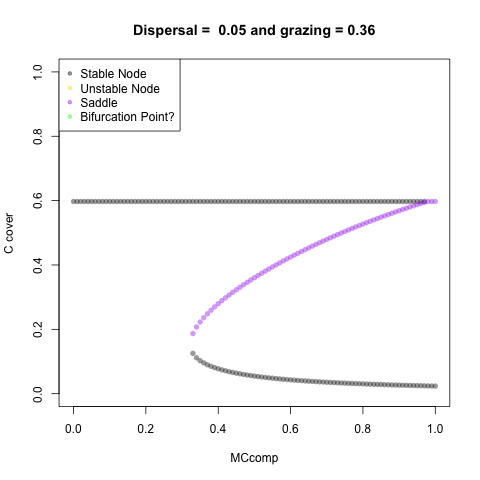 Dispersal =  0.05 and grazing = 0.36
Stable Node
Unstable Node
Saddle
Bifurcation Point?
C cover
1.0
0.8
0.6
0.4
0.2
0.0
0.0 0.2 0.4 0.6 0.8 1.0
MCcomp